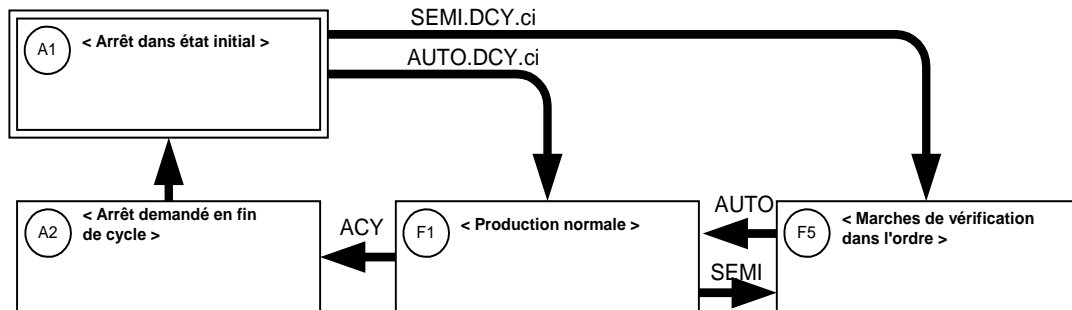 SEMI.DCY.ci
A1
< Arrêt dans état initial >
AUTO.DCY.ci
A2
< Arrêt demandé en fin
de cycle >
ACY
F1
< Production normale >
AUTO
SEMI
F5
< Marches de vérification
dans l'ordre >